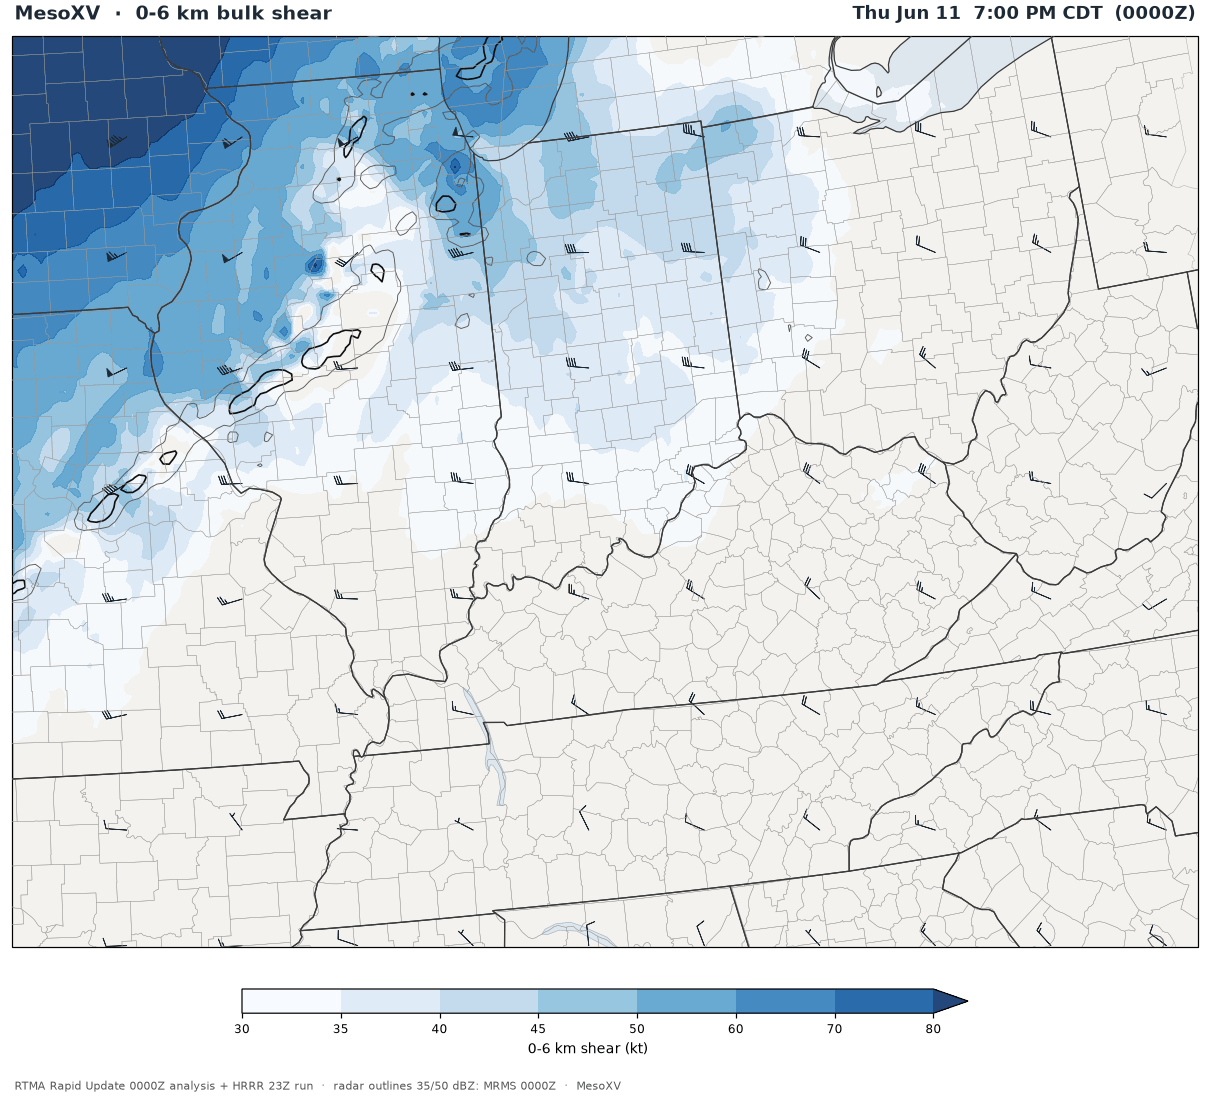 MesoXV · 0-6 km bulk shear
Thu Jun 11 7:00 PM CDT (0000Z)
30 35 40 45 50 60 70 80
0-6 km shear (kt)
RTMA Rapid Update 0000Z analysis + HRRR 23Z run · radar outlines 35/50 dBZ: MRMS 0000Z · MesoXV